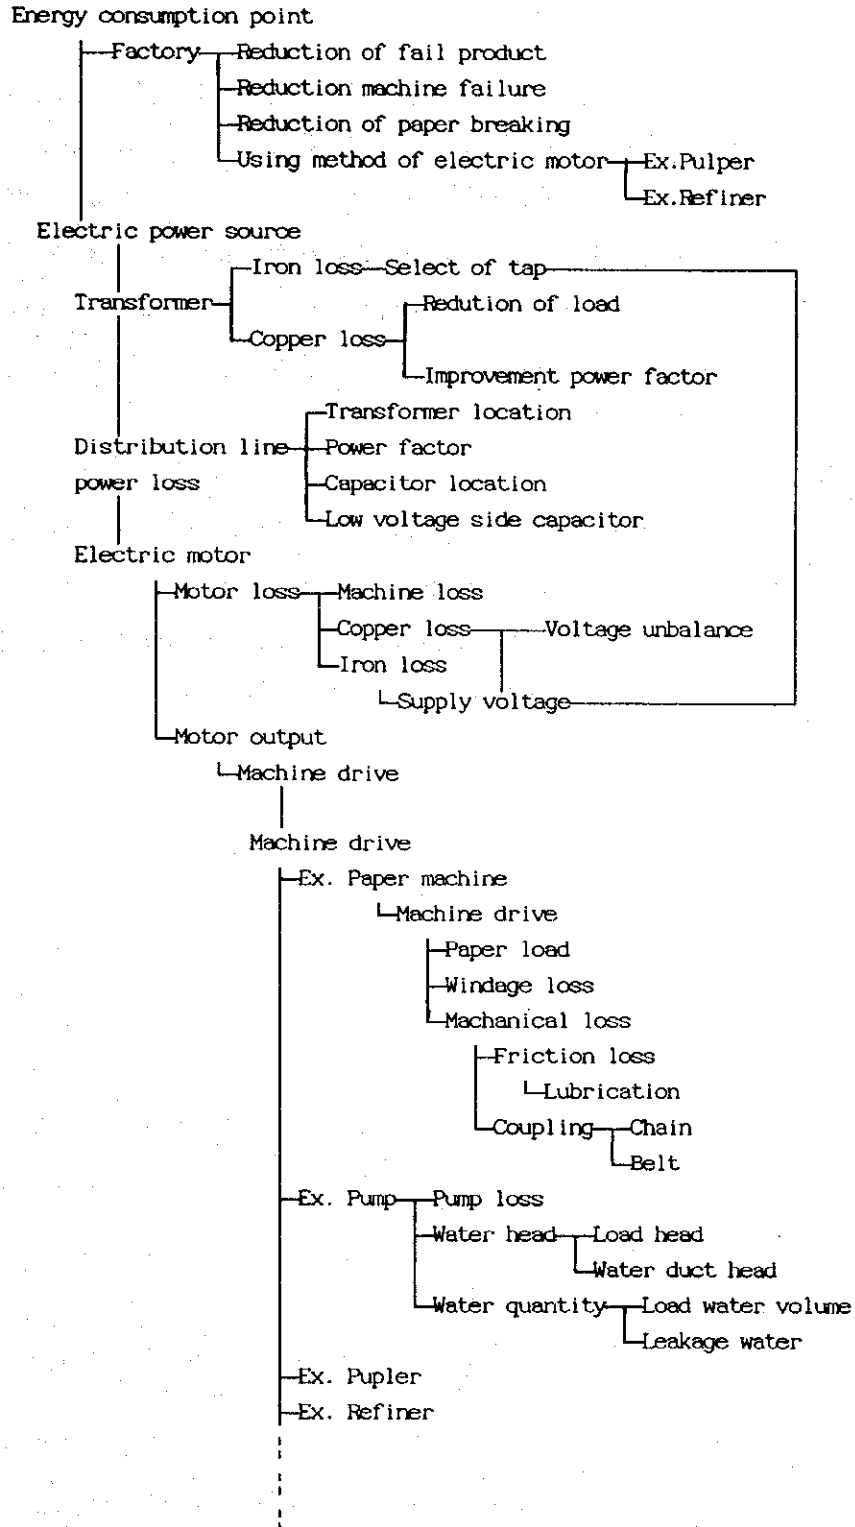 Energy consumption point
Factory Reduction of fail product
Reduction machine failure
Reduction of paper breaking
Using method of electric motor Ex.Pulper
Ex.Refiner
Electric power source
Iron loss Select of tap
Transformer Redution of load
Copper loss
Improvement power factor
Transformer location
Distribution line Power factor
power loss Capacitor location
Low voltage side capacitor
Electric motor
Motor loss Machine loss
Copper loss Voltage unbalance
Iron loss
Supply voltage
Motor output
Machine drive
Machine drive
Ex. Paper machine
Machine drive
Paper load
Windage loss
Machanical loss
Friction loss
Lubrication
Coupling Chain
Belt
Ex. Pump Pump loss
Water head Load head
Water duct head
Water quantity Load water volume
Leakage water
Ex. Pupler
Ex. Refiner